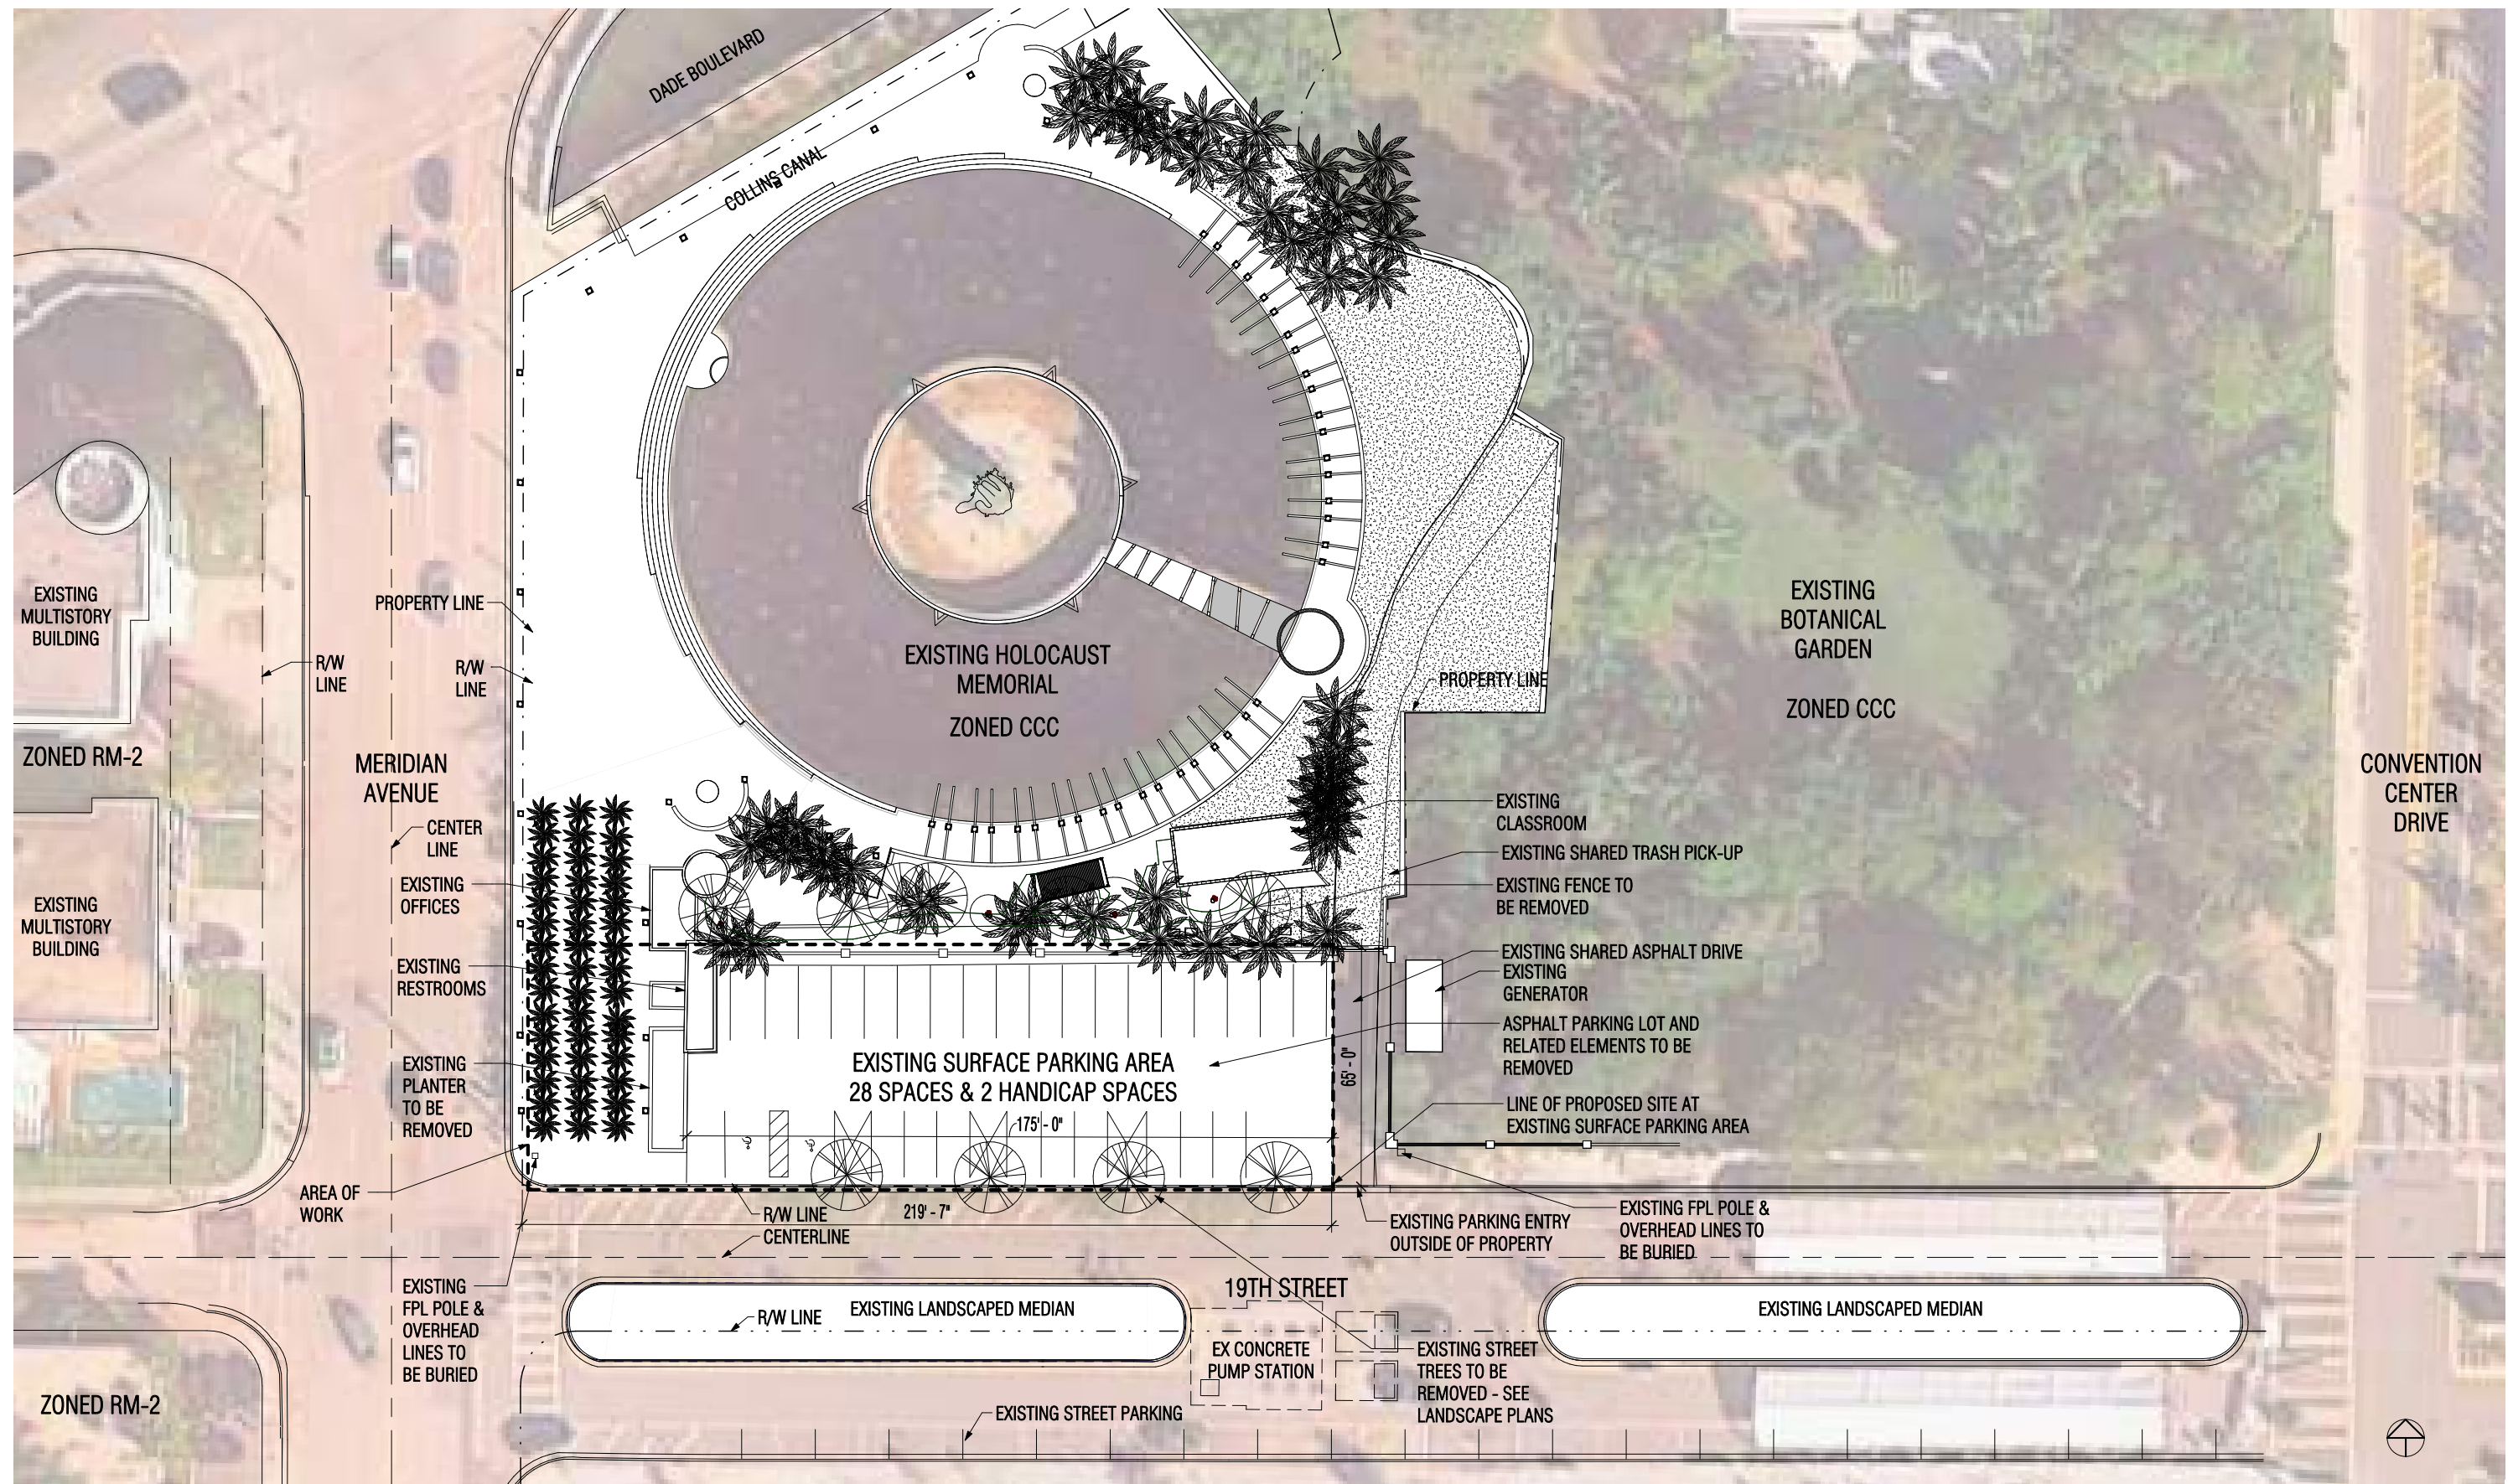 DADE BOULEVARD
COLLINS CANAL
EXISTING
MULTISTORY
BUILDING
PROPERTY LINE
R/W
LINE
R/W
LINE
EXISTING HOLOCAUST
MEMORIAL
ZONED CCC
EXISTING
BOTANICAL
GARDEN
ZONED CCC
PROPERTY LINE
ZONED RM-2
MERIDIAN
AVENUE
CONVENTION
CENTER
DRIVE
CENTER
LINE
EXISTING
OFFICES
EXISTING
RESTROOMS
EXISTING
PLANTER
TO BE
REMOVED
EXISTING
MULTISTORY
BUILDING
EXISTING
CLASSROOM
EXISTING SHARED TRASH PICK-UP
EXISTING FENCE TO
BE REMOVED
EXISTING SHARED ASPHALT DRIVE
EXISTING
GENERATOR
ASPHALT PARKING LOT AND
RELATED ELEMENTS TO BE
REMOVED
LINE OF PROPOSED SITE AT
EXISTING SURFACE PARKING AREA
EXISTING SURFACE PARKING AREA
28 SPACES & 2 HANDICAP SPACES
175' - 0"
65' - 0"
AREA OF
WORK
R/W LINE
CENTERLINE
219' - 7"
EXISTING PARKING ENTRY
OUTSIDE OF PROPERTY
EXISTING FPL POLE &
OVERHEAD LINES TO
BE BURIED
EXISTING
FPL POLE &
OVERHEAD
LINES TO
BE BURIED
19TH STREET
R/W LINE
EXISTING LANDSCAPED MEDIAN
EXISTING LANDSCAPED MEDIAN
EX CONCRETE
PUMP STATION
EXISTING STREET
TREES TO BE
REMOVED - SEE
LANDSCAPE PLANS
ZONED RM-2
EXISTING STREET PARKING